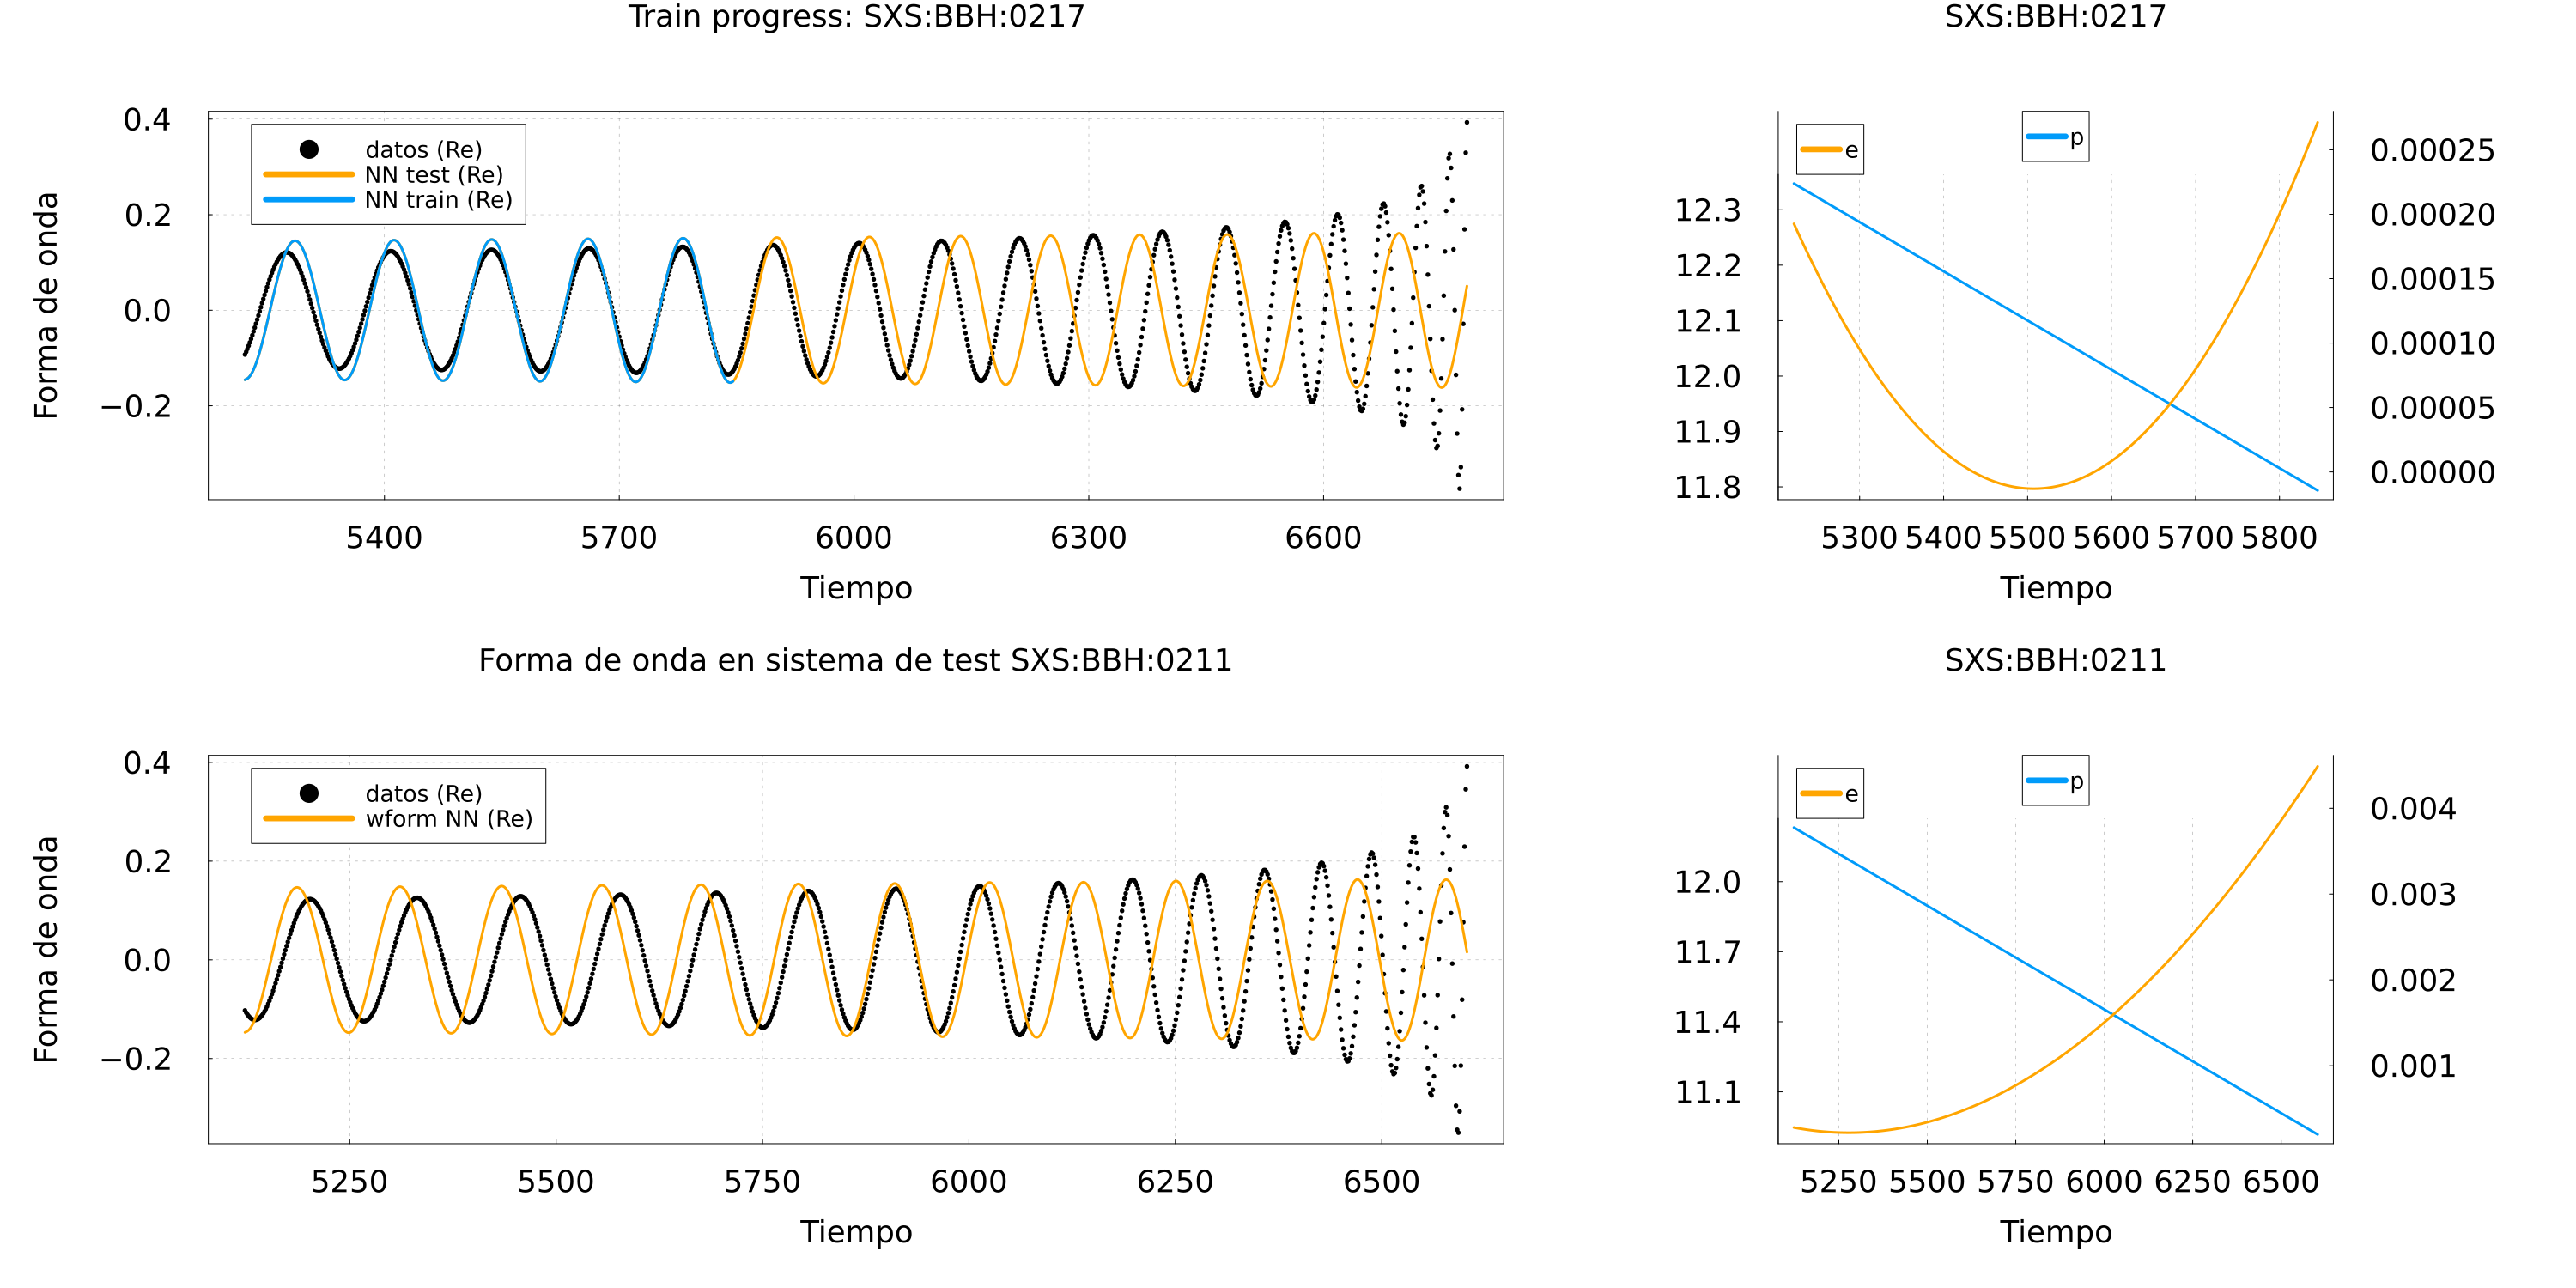 Train progress: SXS:BBH:0217
0.4
0.2
0.0
−0.2
Forma de onda
datos (Re)
NN test (Re)
NN train (Re)
5400 5700 6000 6300 6600
Tiempo
SXS:BBH:0217
e
p
12.3
12.2
12.1
12.0
11.9
11.8
0.00025
0.00020
0.00015
0.00010
0.00005
0.00000
5300 5400 5500 5600 5700 5800
Tiempo
Forma de onda en sistema de test SXS:BBH:0211
0.4
0.2
0.0
−0.2
Forma de onda
datos (Re)
wform NN (Re)
5250 5500 5750 6000 6250 6500
Tiempo
SXS:BBH:0211
e
p
12.0
11.7
11.4
11.1
0.004
0.003
0.002
0.001
5250 5500 5750 6000 6250 6500
Tiempo